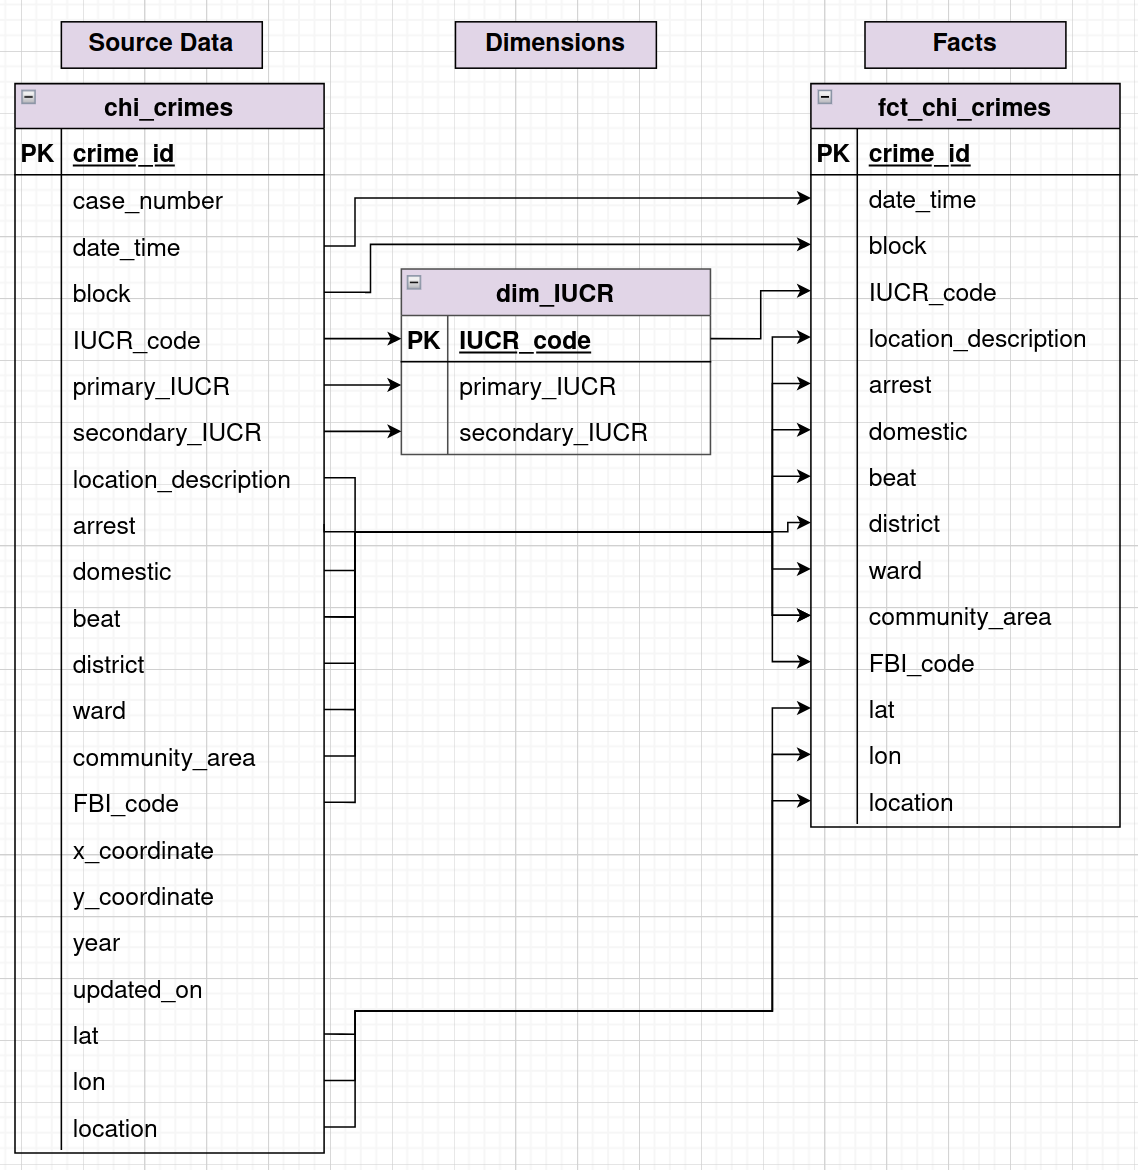 Source Data
Dimensions
Facts
chi_crimes
PK crime_id
case_number
date_time
block
IUCR_code
primary_IUCR
secondary_IUCR
location_description
arrest
domestic
beat
district
ward
community_area
FBI_code
x_coordinate
y_coordinate
year
updated_on
lat
lon
location
dim_IUCR
PK IUCR_code
primary_IUCR
secondary_IUCR
fct_chi_crimes
PK crime_id
date_time
block
IUCR_code
location_description
arrest
domestic
beat
district
ward
community_area
FBI_code
lat
lon
location